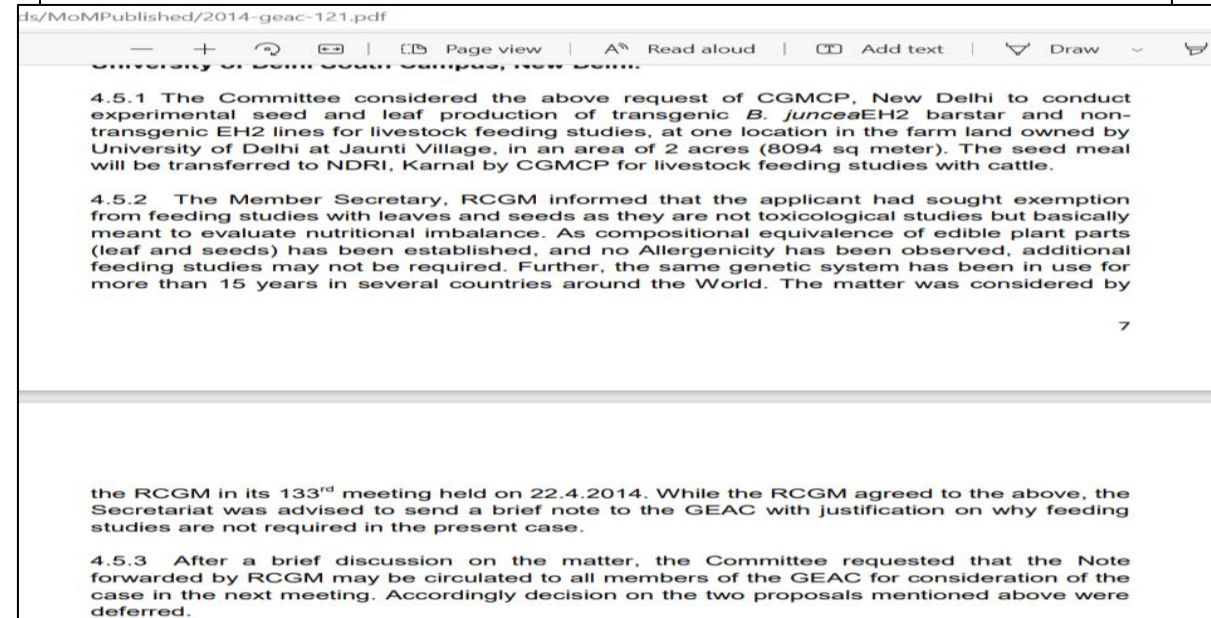 ds/MoMPublished/2014-geac-121.pdf
— + Page view | A Read aloud | Add text | Draw
University of Delhi South Campus, New Delhi.
4.5.1 The Committee considered the above request of CGMCP, New Delhi to conduct
experimental seed and leaf production of transgenic B. junceaEH2 barstar and non-
transgenic EH2 lines for livestock feeding studies, at one location in the farm land owned by
University of Delhi at Jaunti Village, in an area of 2 acres (8094 sq meter). The seed meal
will be transferred to NDRI, Karnal by CGMCP for livestock feeding studies with cattle.
4.5.2 The Member Secretary, RCGM informed that the applicant had sought exemption
from feeding studies with leaves and seeds as they are not toxicological studies but basically
meant to evaluate nutritional imbalance. As compositional equivalence of edible plant parts
(leaf and seeds) has been established, and no Allergenicity has been observed, additional
feeding studies may not be required. Further, the same genetic system has been in use for
more than 15 years in several countries around the World. The matter was considered by
7
the RCGM in its 133rd meeting held on 22.4.2014. While the RCGM agreed to the above, the
Secretariat was advised to send a brief note to the GEAC with justification on why feeding
studies are not required in the present case.
4.5.3 After a brief discussion on the matter, the Committee requested that the Note
forwarded by RCGM may be circulated to all members of the GEAC for consideration of the
case in the next meeting. Accordingly decision on the two proposals mentioned above were
deferred.